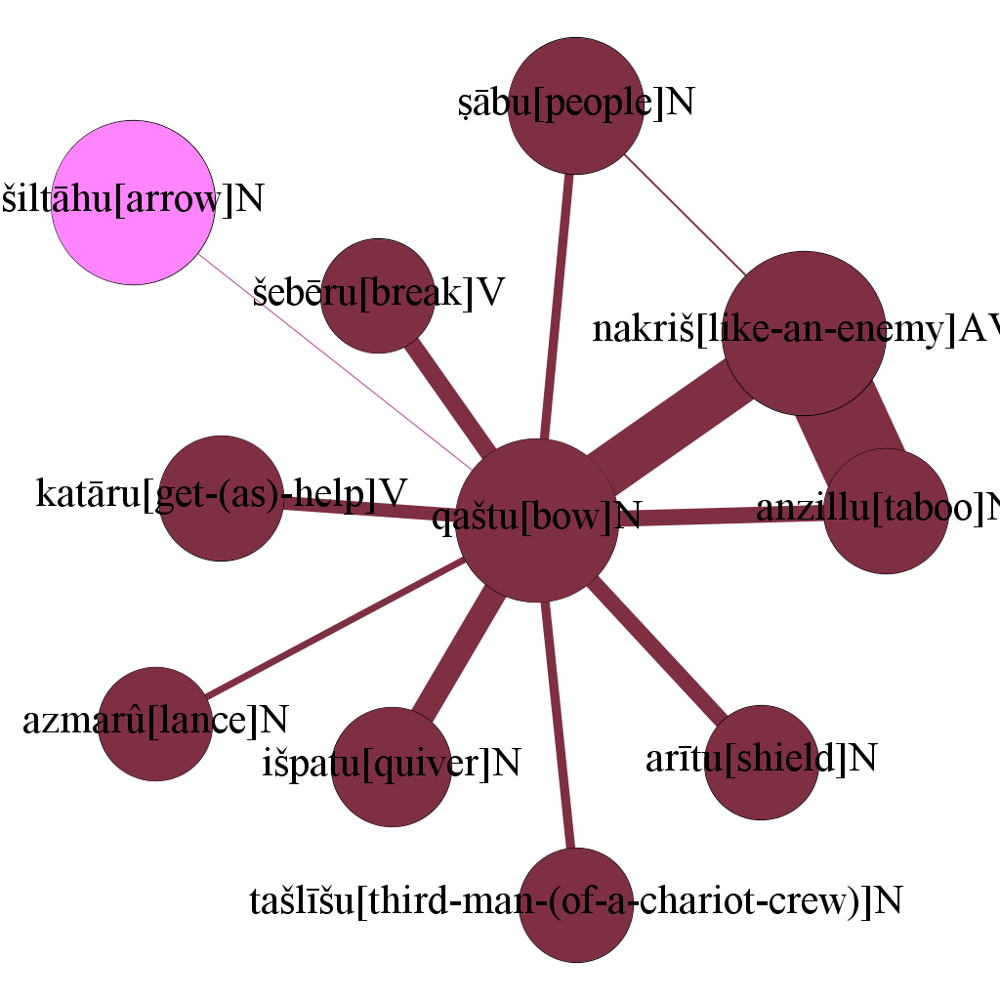 ṣābu[people]N
šiltāhu[arrow]N
šebēru[break]V
nakriš[like-an-enemy]AV
katāru[get-(as)-help]V
qaštu[bow]N
anzillu[taboo]N
azmarû[lance]N
išpatu[quiver]N
arītu[shield]N
tašlīšu[third-man-(of-a-chariot-crew)]N